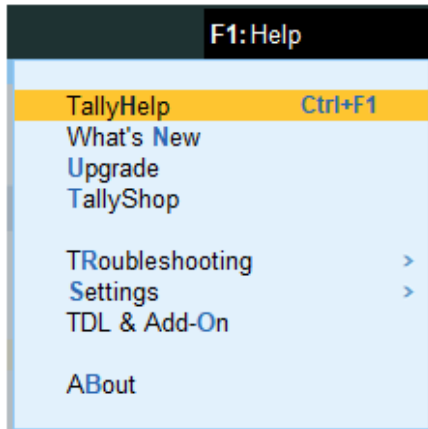 F1: Help
TallyHelp Ctrl+F1
What's New
Upgrade
TallyShop
TRoubleshooting >
Settings >
TDL & Add-On
ABout